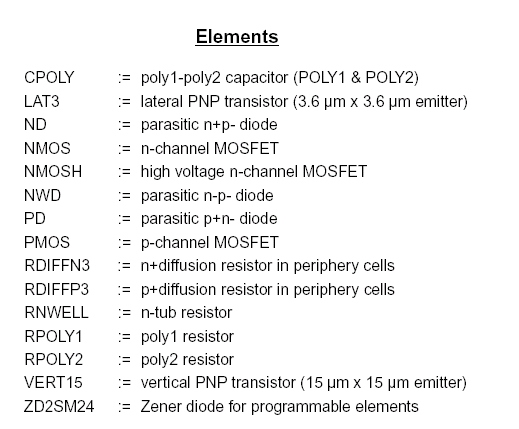 Elements
CPOLY := poly1-poly2 capacitor (POLY1 & POLY2)
LAT3 := lateral PNP transistor (3.6 µm x 3.6 µm emitter)
ND := parasitic n+p- diode
NMOS := n-channel MOSFET
NMOSH := high voltage n-channel MOSFET
NWD := parasitic n-p- diode
PD := parasitic p+n- diode
PMOS := p-channel MOSFET
RDIFFN3 := n+diffusion resistor in periphery cells
RDIFFP3 := p+diffusion resistor in periphery cells
RNWELL := n-tub resistor
RPOLY1 := poly1 resistor
RPOLY2 := poly2 resistor
VERT15 := vertical PNP transistor (15 µm x 15 µm emitter)
ZD2SM24 := Zener diode for programmable elements